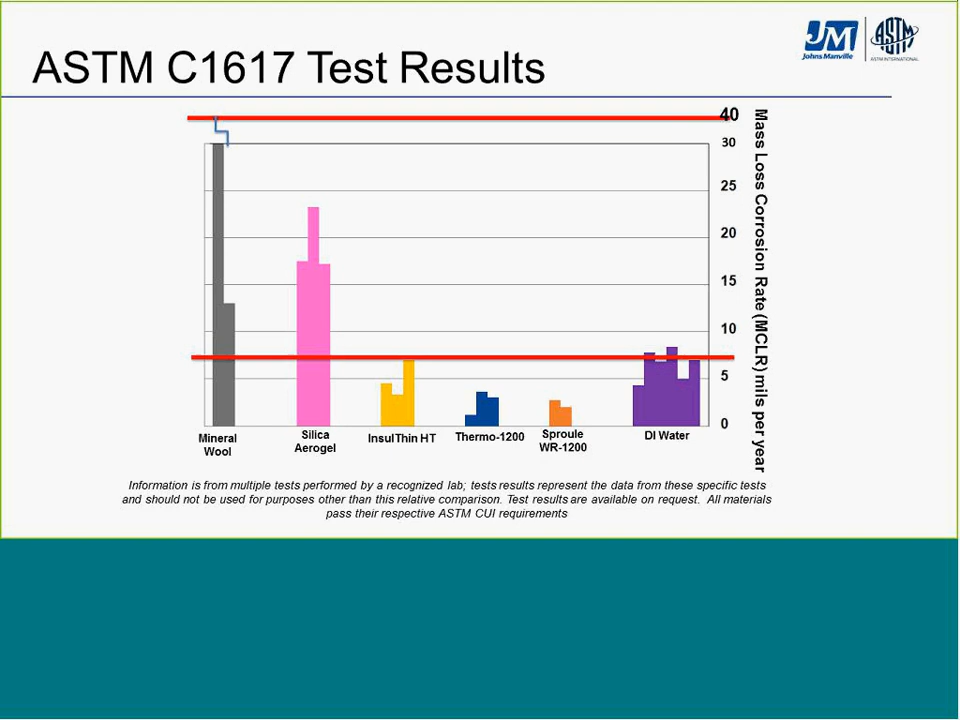 ASTM C1617 Test Results
JM
Johns Manville
ASTM
ASTM INTERNATIONAL
40
30
25
20
15
10
5
0
Mass Loss Corrosion Rate (MCLR) mils per year
Mineral
Wool
Silica
Aerogel
InsulThin HT
Thermo-1200
Sproule
WR-1200
DI Water
Information is from multiple tests performed by a recognized lab; tests results represent the data from these specific tests
and should not be used for purposes other than this relative comparison. Test results are available on request. All materials
pass their respective ASTM CUI requirements